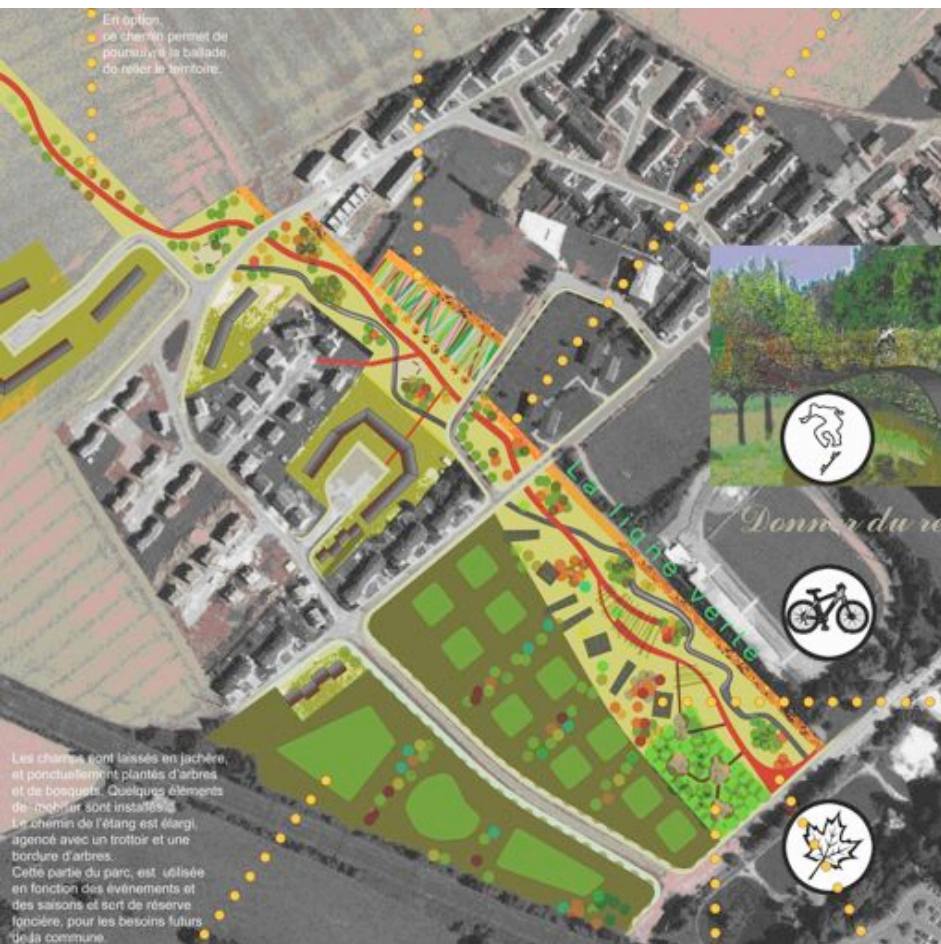 En option,
ce chemin permet de
poursuivre la ballade,
de relier le territoire.
La ligne verte
Donner du
Les champs sont laissés en jachère,
et ponctuellement plantés d'arbres
et de bosquets. Quelques éléments
de mobilier sont installés.
Le chemin de l'étang est élargi,
agencé avec un trottoir et une
bordure d'arbres.
Cette partie du parc, est utilisée
en fonction des événements et
des saisons et sert de réserve
foncière, pour les besoins futurs
de la commune.